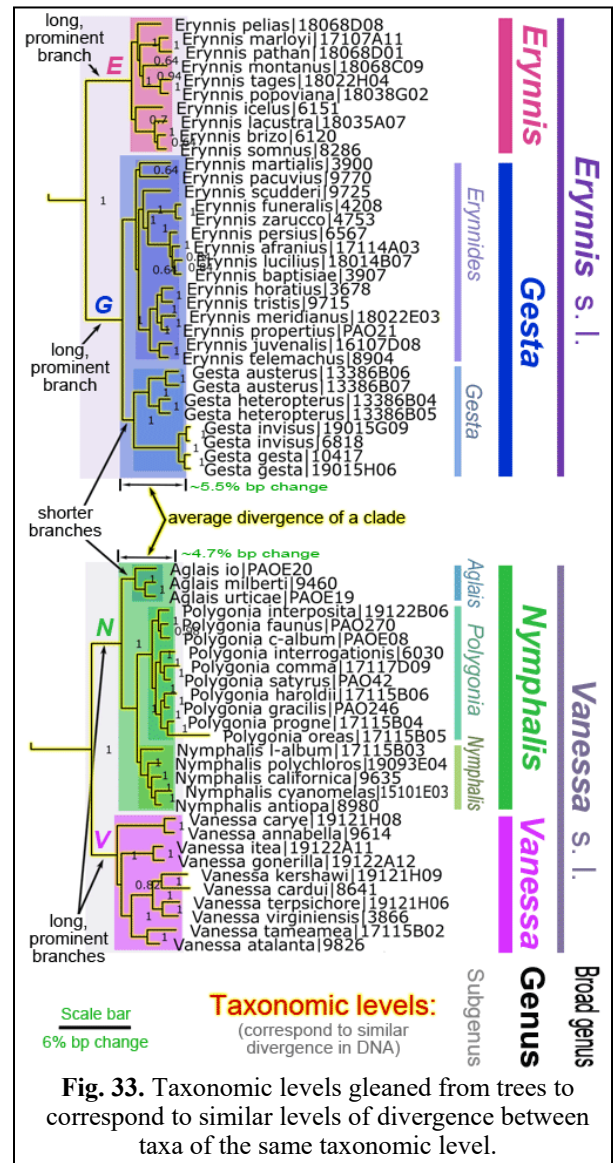 long,
prominent
branch
E
Erynnis pelias|18068D08
Erynnis marloyi|17107A11
Erynnis pathan|18068D01
Erynnis montanus|18068C09
Erynnis tages|18022H04
Erynnis popoviana|18038G02
Erynnis icelus|6151
Erynnis lacustra|18035A07
Erynnis brizo|6120
Erynnis somnus|8286
Erynnis martialis|3900
Erynnis pacuvius|9770
Erynnis scudderi|9725
Erynnis funeralis|4208
Erynnis zarucco|4753
Erynnis persius|6567
Erynnis afranius|17114A03
Erynnis lucilius|18014B07
Erynnis baptisiae|3907
Erynnis horatius|3678
Erynnis tristis|9715
Erynnis meridianus|18022E03
Erynnis propertius|PAO21
Erynnis juvenalis|16107D08
Erynnis telemachus|8904
Gesta austerus|13386B06
Gesta austerus|13386B07
Gesta heteropterus|13386B04
Gesta heteropterus|13386B05
Gesta invisus|19015G09
Gesta invisus|6818
Gesta gesta|10417
Gesta gesta|19015H06
G
long,
prominent
branch
Erynnides
Gesta
Erynnis
Gesta
Erynnis s. l.
~5.5% bp change
shorter
branches
average divergence of a clade
~4.7% bp change
Aglais io|PAOE20
Aglais milberti|9460
Aglais urticae|PAOE19
Polygonia interposita|19122B06
Polygonia faunus|PAO270
Polygonia c-album|PAOE08
Polygonia interrogationis|6030
Polygonia comma|17117D09
Polygonia satyrus|PAO42
Polygonia haroldii|17115B06
Polygonia gracilis|PAO246
Polygonia progne|17115B04
Polygonia oreas|17115B05
Nymphalis l-album|17115B03
Nymphalis polychloros|19093E04
Nymphalis californica|9635
Nymphalis cyanomelas|15101E03
Nymphalis antiopa|8980
Vanessa carye|19121H08
Vanessa annabella|9614
Vanessa itea|19122A11
Vanessa gonerilla|19122A12
Vanessa kershawi|19121H09
Vanessa cardui|8641
Vanessa terpsichore|19121H06
Vanessa virginiensis|3866
Vanessa tameamea|17115B02
Vanessa atalanta|9826
N
V
long,
prominent
branches
Aglais
Polygonia
Nymphalis
Nymphalis
Vanessa
Vanessa s. l.
Scale bar
6% bp change
Taxonomic levels:
(correspond to similar
divergence in DNA)
Subgenus
Genus
Broad genus
Fig. 33. Taxonomic levels gleaned from trees to
correspond to similar levels of divergence between
taxa of the same taxonomic level.